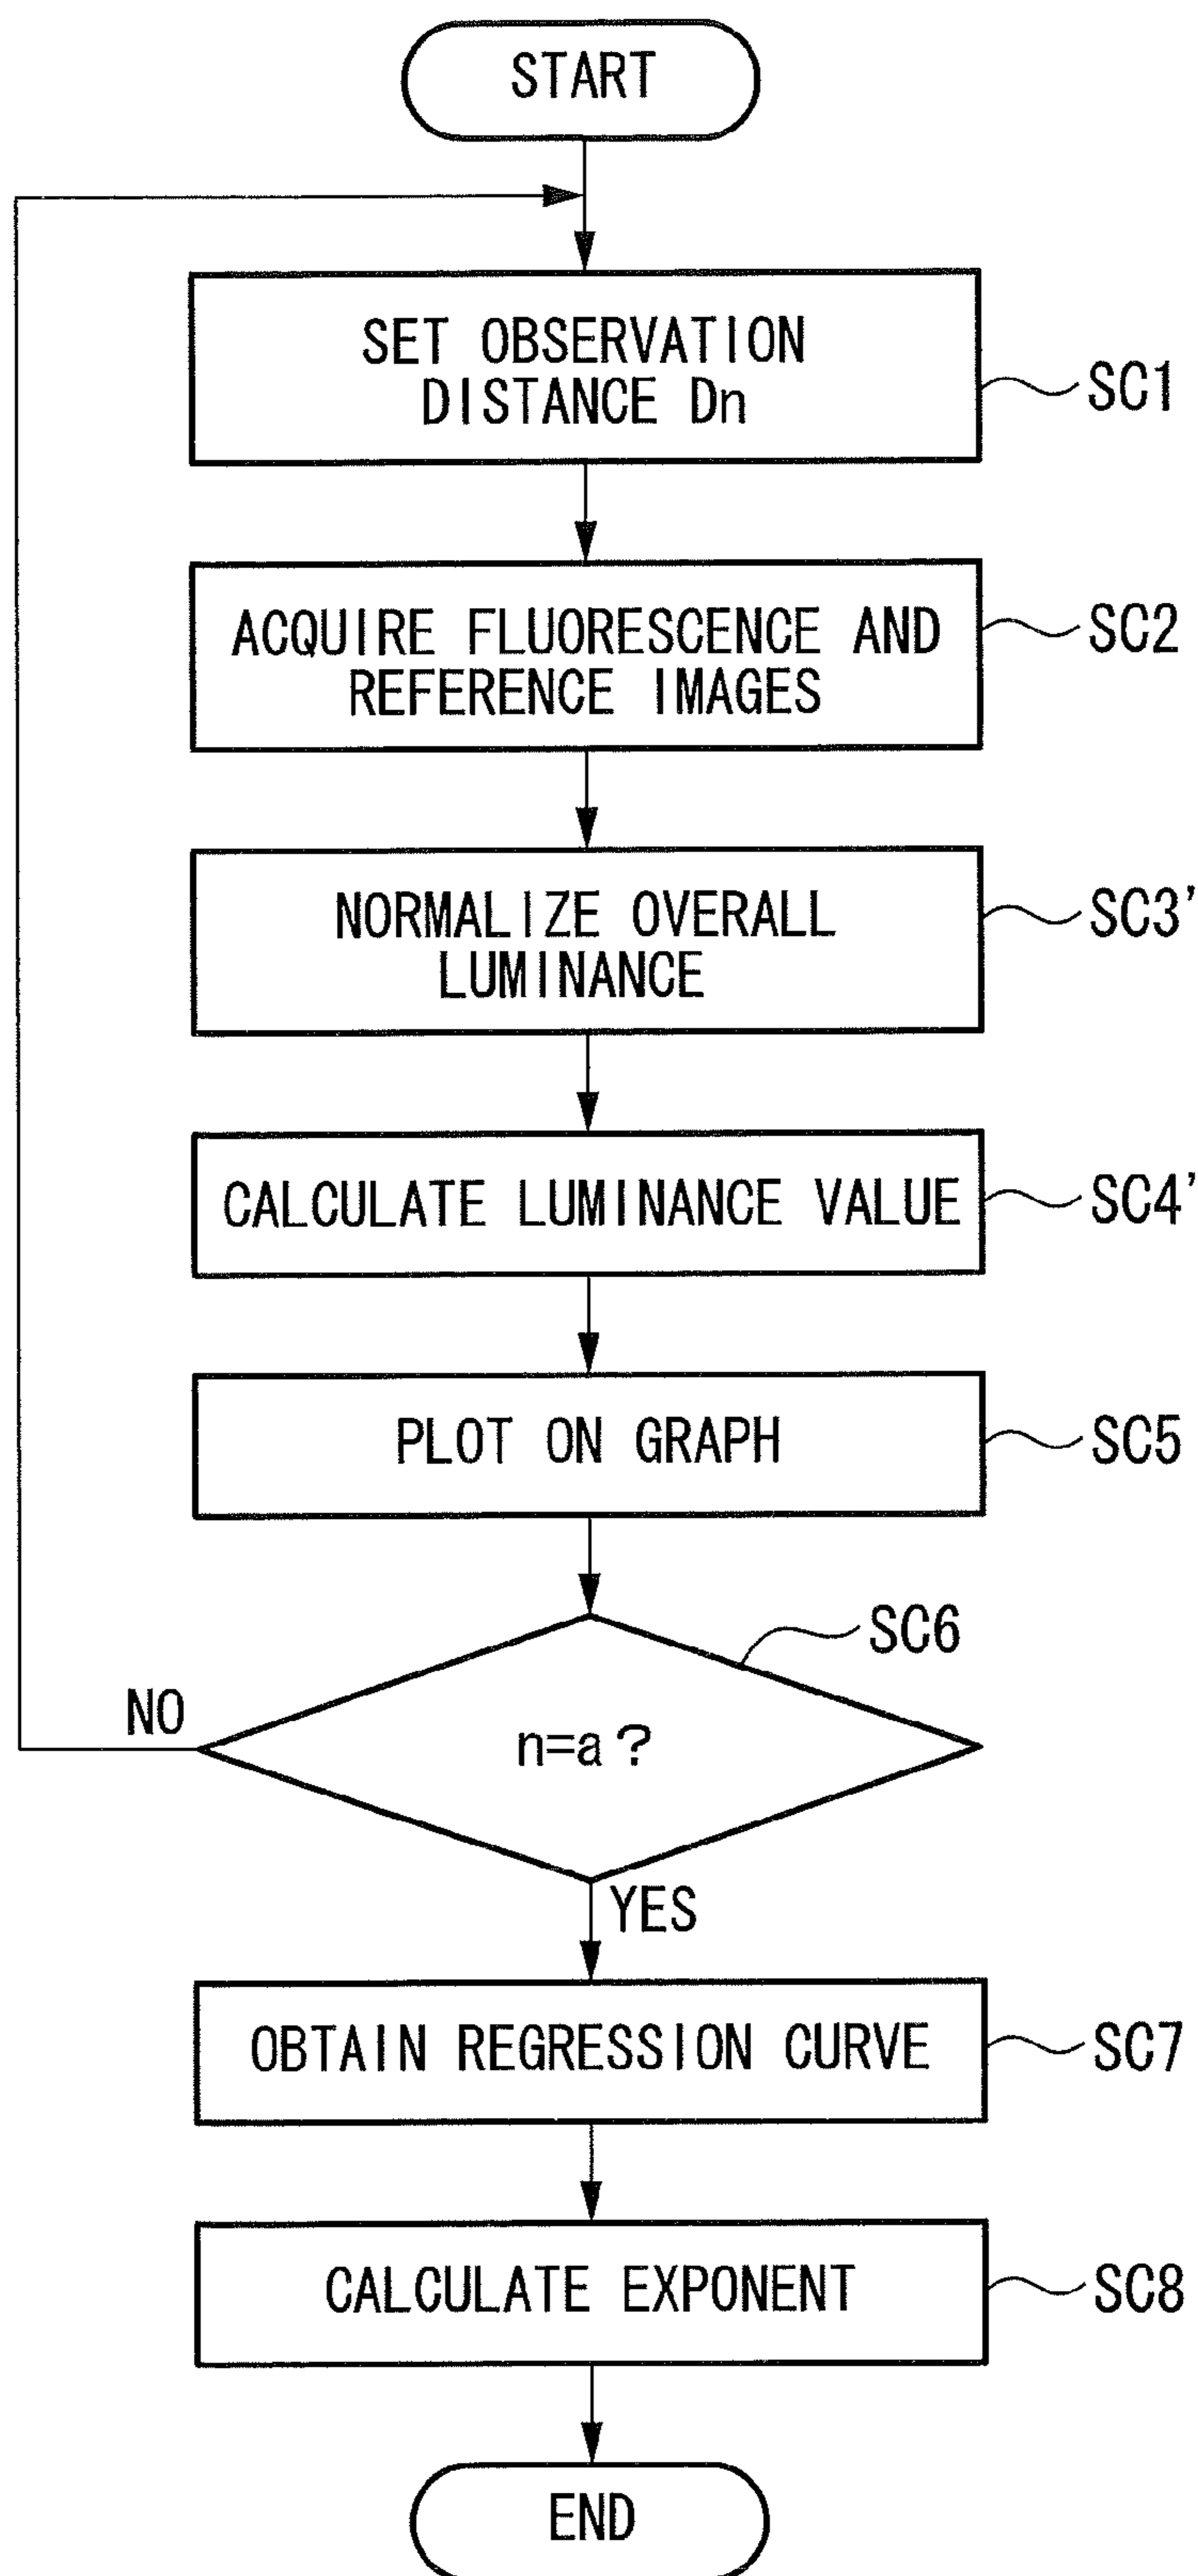 START
SET OBSERVATION
DISTANCE Dn
SC1
ACQUIRE FLUORESCENCE AND
REFERENCE IMAGES
SC2
NORMALIZE OVERALL
LUMINANCE
SC3'
CALCULATE LUMINANCE VALUE
SC4'
PLOT ON GRAPH
SC5
SC6
n=a?
NO
YES
OBTAIN REGRESSION CURVE
SC7
CALCULATE EXPONENT
SC8
END